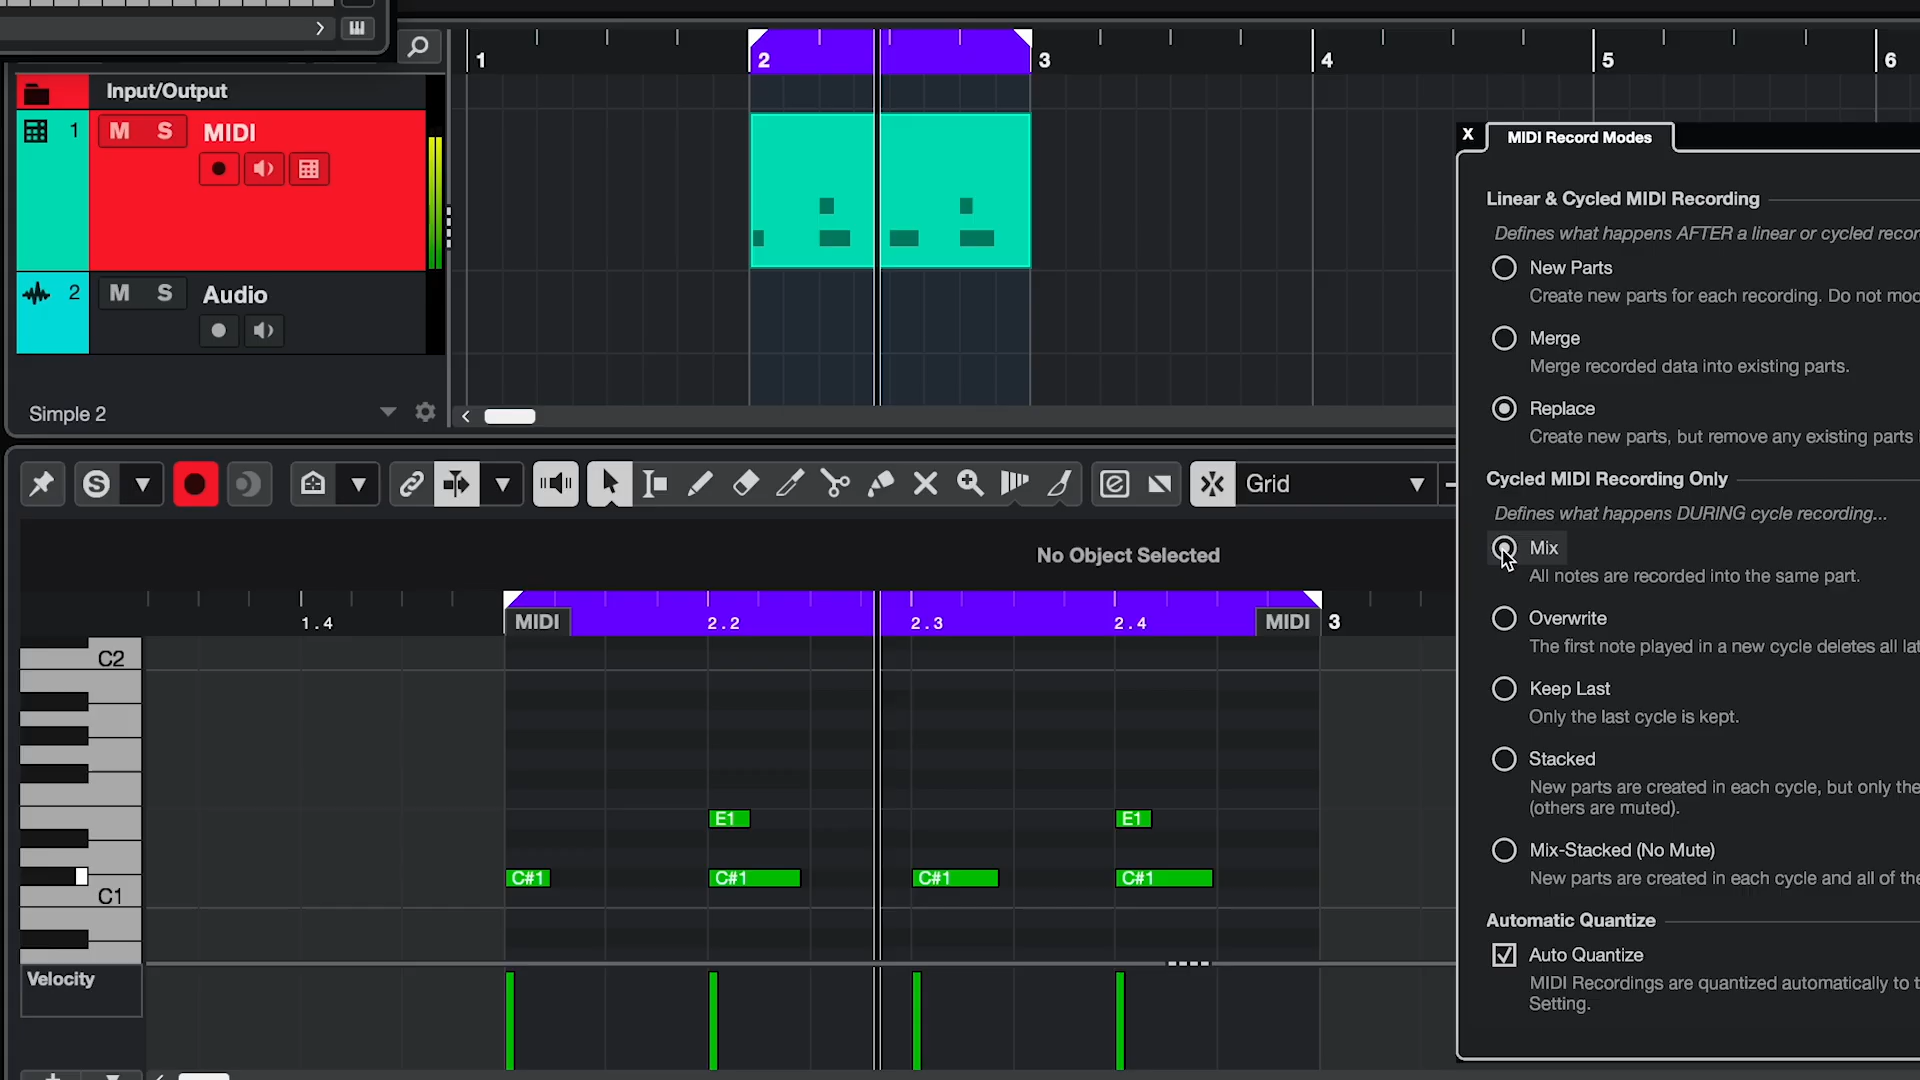 1
2
3
4
5
6
Input/Output
1
M S MIDI
2
M S Audio
Simple 2
X MIDI Record Modes
Linear & Cycled MIDI Recording
Defines what happens AFTER a linear or cycled recor
New Parts
Create new parts for each recording. Do not mod
Merge
Merge recorded data into existing parts.
Replace
Create new parts, but remove any existing parts
Cycled MIDI Recording Only
Defines what happens DURING cycle recording...
Mix
All notes are recorded into the same part.
Overwrite
The first note played in a new cycle deletes all lat
Keep Last
Only the last cycle is kept.
Stacked
New parts are created in each cycle, but only the
(others are muted).
Mix-Stacked (No Mute)
New parts are created in each cycle and all of the
Automatic Quantize
Auto Quantize
MIDI Recordings are quantized automatically to t
Setting.
S
Grid
No Object Selected
1.4
MIDI
2.2
2.3
2.4
MIDI
3
C2
E1
E1
C#1
C#1
C#1
C#1
C1
Velocity